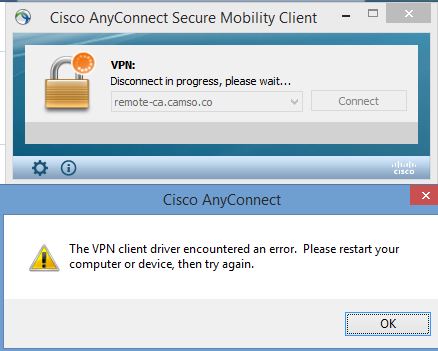 Cisco AnyConnect Secure Mobility Client
VPN:
Disconnect in progress, please wait...
remote-ca.camso.co
Connect
cisco
Cisco AnyConnect
The VPN client driver encountered an error.  Please restart your
computer or device, then try again.
OK